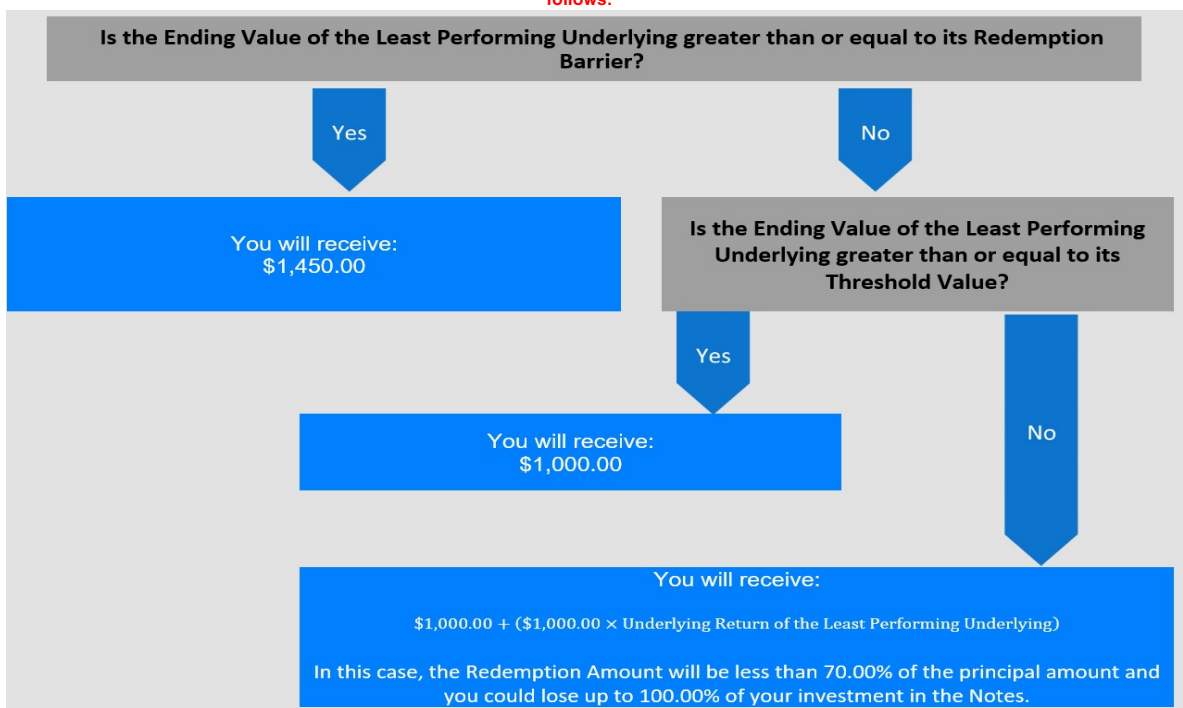 follows:
Is the Ending Value of the Least Performing Underlying greater than or equal to its Redemption
Barrier?
Yes
No
You will receive:
$1,450.00
Is the Ending Value of the Least Performing
Underlying greater than or equal to its
Threshold Value?
Yes
No
You will receive:
$1,000.00
You will receive:
$1,000.00 + ($1,000.00 × Underlying Return of the Least Performing Underlying)
In this case, the Redemption Amount will be less than 70.00% of the principal amount and
you could lose up to 100.00% of your investment in the Notes.